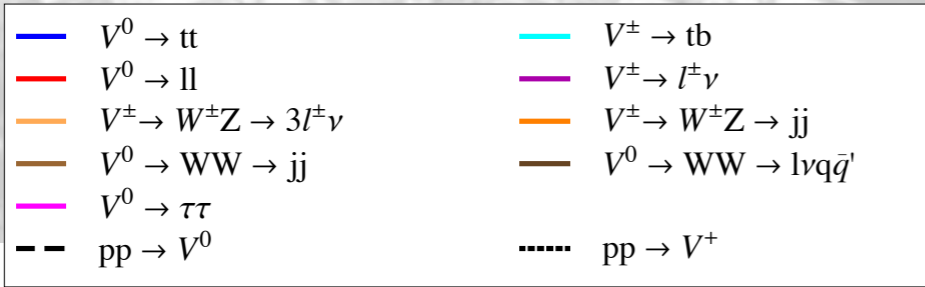 V⁰ → tt V± → tb
V⁰ → ll V± → l±ν
V± → W±Z → 3l±ν V± → W±Z → jj
V⁰ → WW → jj V⁰ → WW → lνqq̄'
V⁰ → ττ
pp → V⁰ pp → V⁺